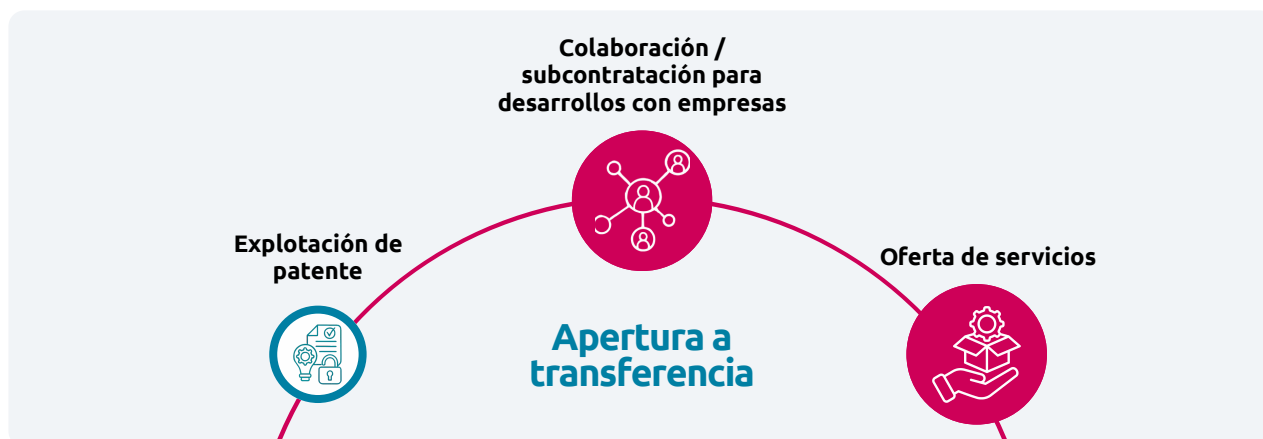 Colaboración /
subcontratación para
desarrollos con empresas
Explotación de
patente
Oferta de servicios
Apertura a
transferencia